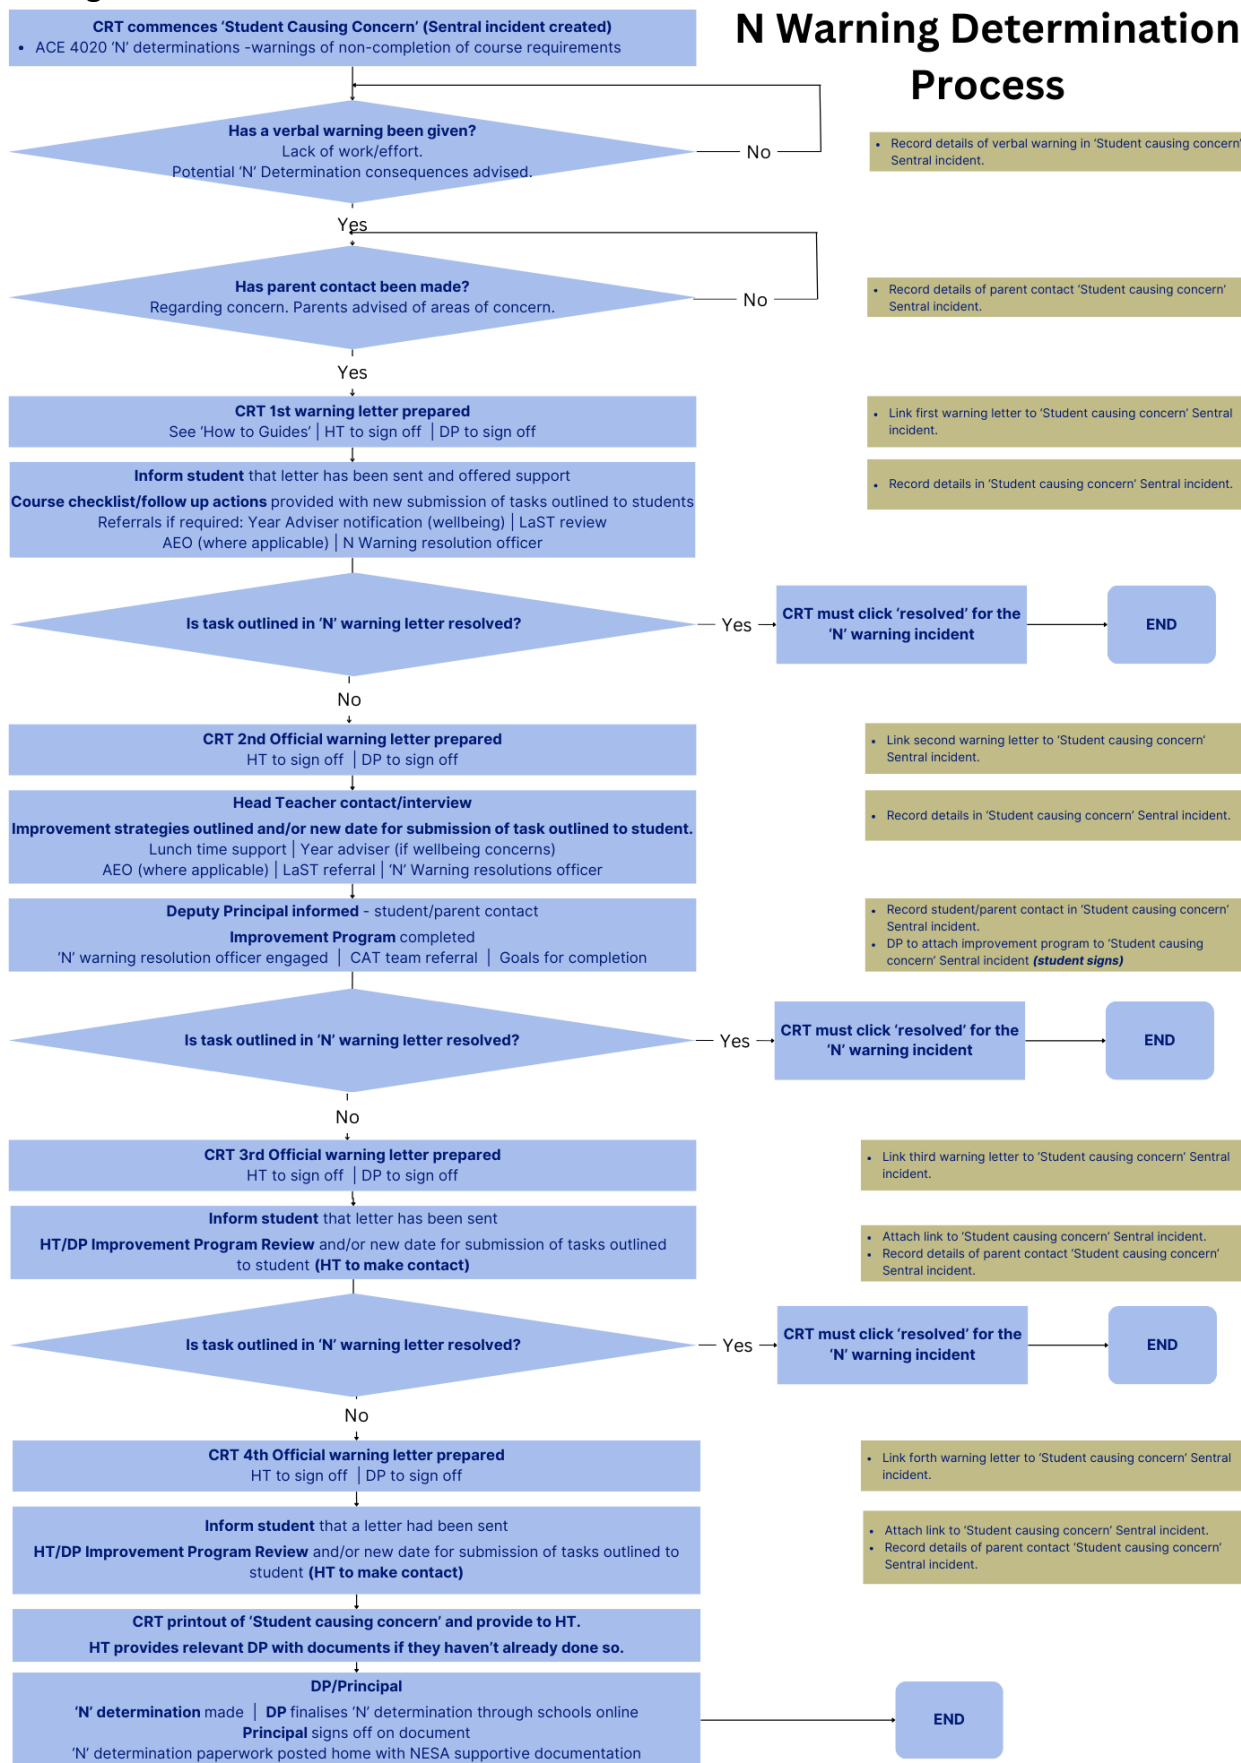 N Warning Determination
Process
CRT commences ‘Student Causing Concern’ (Sentral incident created)
• ACE 4020 ‘N’ determinations -warnings of non-completion of course requirements
Has a verbal warning been given?
Lack of work/effort.
Potential ‘N’ Determination consequences advised.
No
• Record details of verbal warning in ‘Student causing concern’
Sentral incident.
Yes
Has parent contact been made?
Regarding concern. Parents advised of areas of concern.
No
• Record details of parent contact ‘Student causing concern’
Sentral incident.
Yes
CRT 1st warning letter prepared
See ‘How to Guides’ | HT to sign off | DP to sign off
• Link first warning letter to ‘Student causing concern’ Sentral
incident.
Inform student that letter has been sent and offered support
Course checklist/follow up actions provided with new submission of tasks outlined to students
Referrals if required: Year Adviser notification (wellbeing) | LaST review
AEO (where applicable) | N Warning resolution officer
• Record details in ‘Student causing concern’ Sentral incident.
Is task outlined in ‘N’ warning letter resolved?
Yes
CRT must click ‘resolved’ for the
‘N’ warning incident
END
No
CRT 2nd Official warning letter prepared
HT to sign off | DP to sign off
• Link second warning letter to ‘Student causing concern’
Sentral incident.
Head Teacher contact/interview
Improvement strategies outlined and/or new date for submission of task outlined to student.
Lunch time support | Year adviser (if wellbeing concerns)
AEO (where applicable) | LaST referral | ‘N’ Warning resolutions officer
• Record details in ‘Student causing concern’ Sentral incident.
Deputy Principal informed - student/parent contact
Improvement Program completed
‘N’ warning resolution officer engaged | CAT team referral | Goals for completion
• Record student/parent contact in ‘Student causing concern’
Sentral incident.
• DP to attach improvement program to ‘Student causing
concern’ Sentral incident (student signs)
Is task outlined in ‘N’ warning letter resolved?
Yes
CRT must click ‘resolved’ for the
‘N’ warning incident
END
No
CRT 3rd Official warning letter prepared
HT to sign off | DP to sign off
• Link third warning letter to ‘Student causing concern’ Sentral
incident.
Inform student that letter has been sent
HT/DP Improvement Program Review and/or new date for submission of tasks outlined
to student (HT to make contact)
• Attach link to ‘Student causing concern’ Sentral incident.
• Record details of parent contact ‘Student causing concern’
Sentral incident.
Is task outlined in ‘N’ warning letter resolved?
Yes
CRT must click ‘resolved’ for the
‘N’ warning incident
END
No
CRT 4th Official warning letter prepared
HT to sign off | DP to sign off
• Link forth warning letter to ‘Student causing concern’ Sentral
incident.
Inform student that a letter had been sent
HT/DP Improvement Program Review and/or new date for submission of tasks outlined to
student (HT to make contact)
• Attach link to ‘Student causing concern’ Sentral incident.
• Record details of parent contact ‘Student causing concern’
Sentral incident.
CRT printout of ‘Student causing concern’ and provide to HT.
HT provides relevant DP with documents if they haven’t already done so.
DP/Principal
‘N’ determination made | DP finalises ‘N’ determination through schools online
Principal signs off on document
‘N’ determination paperwork posted home with NESA supportive documentation
END